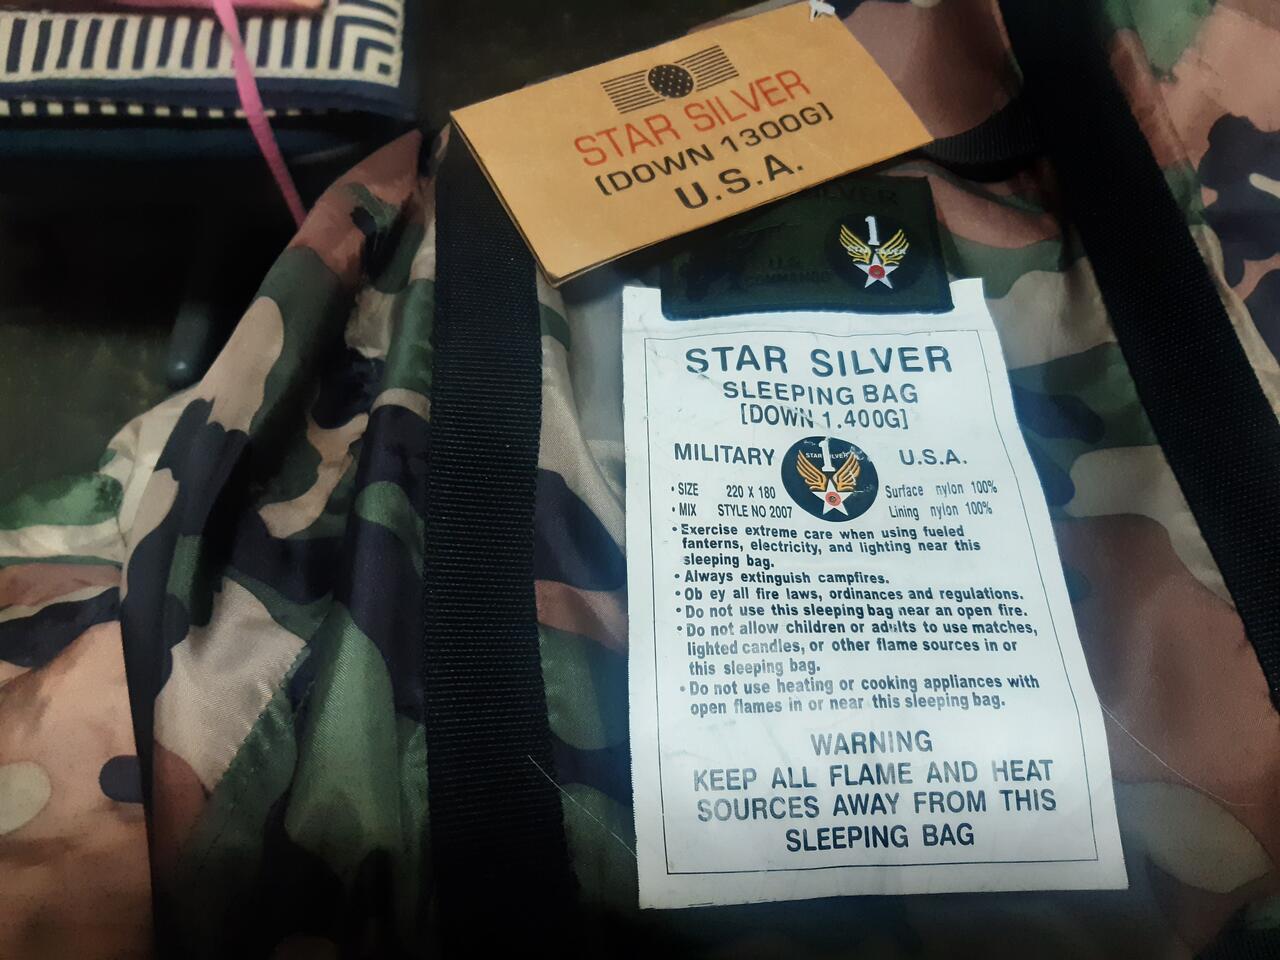 STAR SILVER
[DOWN 1300G]
U.S.A.
1
STAR SILVER
SLEEPING BAG
[DOWN 1.400G]
MILITARY
STAR SILVER
1
U.S.A.
• SIZE 220 X 180 Surface nylon 100%
• MIX STYLE NO 2007 Lining nylon 100%
• Exercise extreme care when using fueled
fanterns, electricity, and lighting near this
sleeping bag.
• Always extinguish campfires.
• Ob ey all fire laws, ordinances and regulations.
• Do not use this sleeping bag near an open fire.
• Do not allow children or adults to use matches,
lighted candles, or other flame sources in or
this sleeping bag.
• Do not use heating or cooking appliances with
open flames in or near this sleeping bag.
WARNING
KEEP ALL FLAME AND HEAT
SOURCES AWAY FROM THIS
SLEEPING BAG